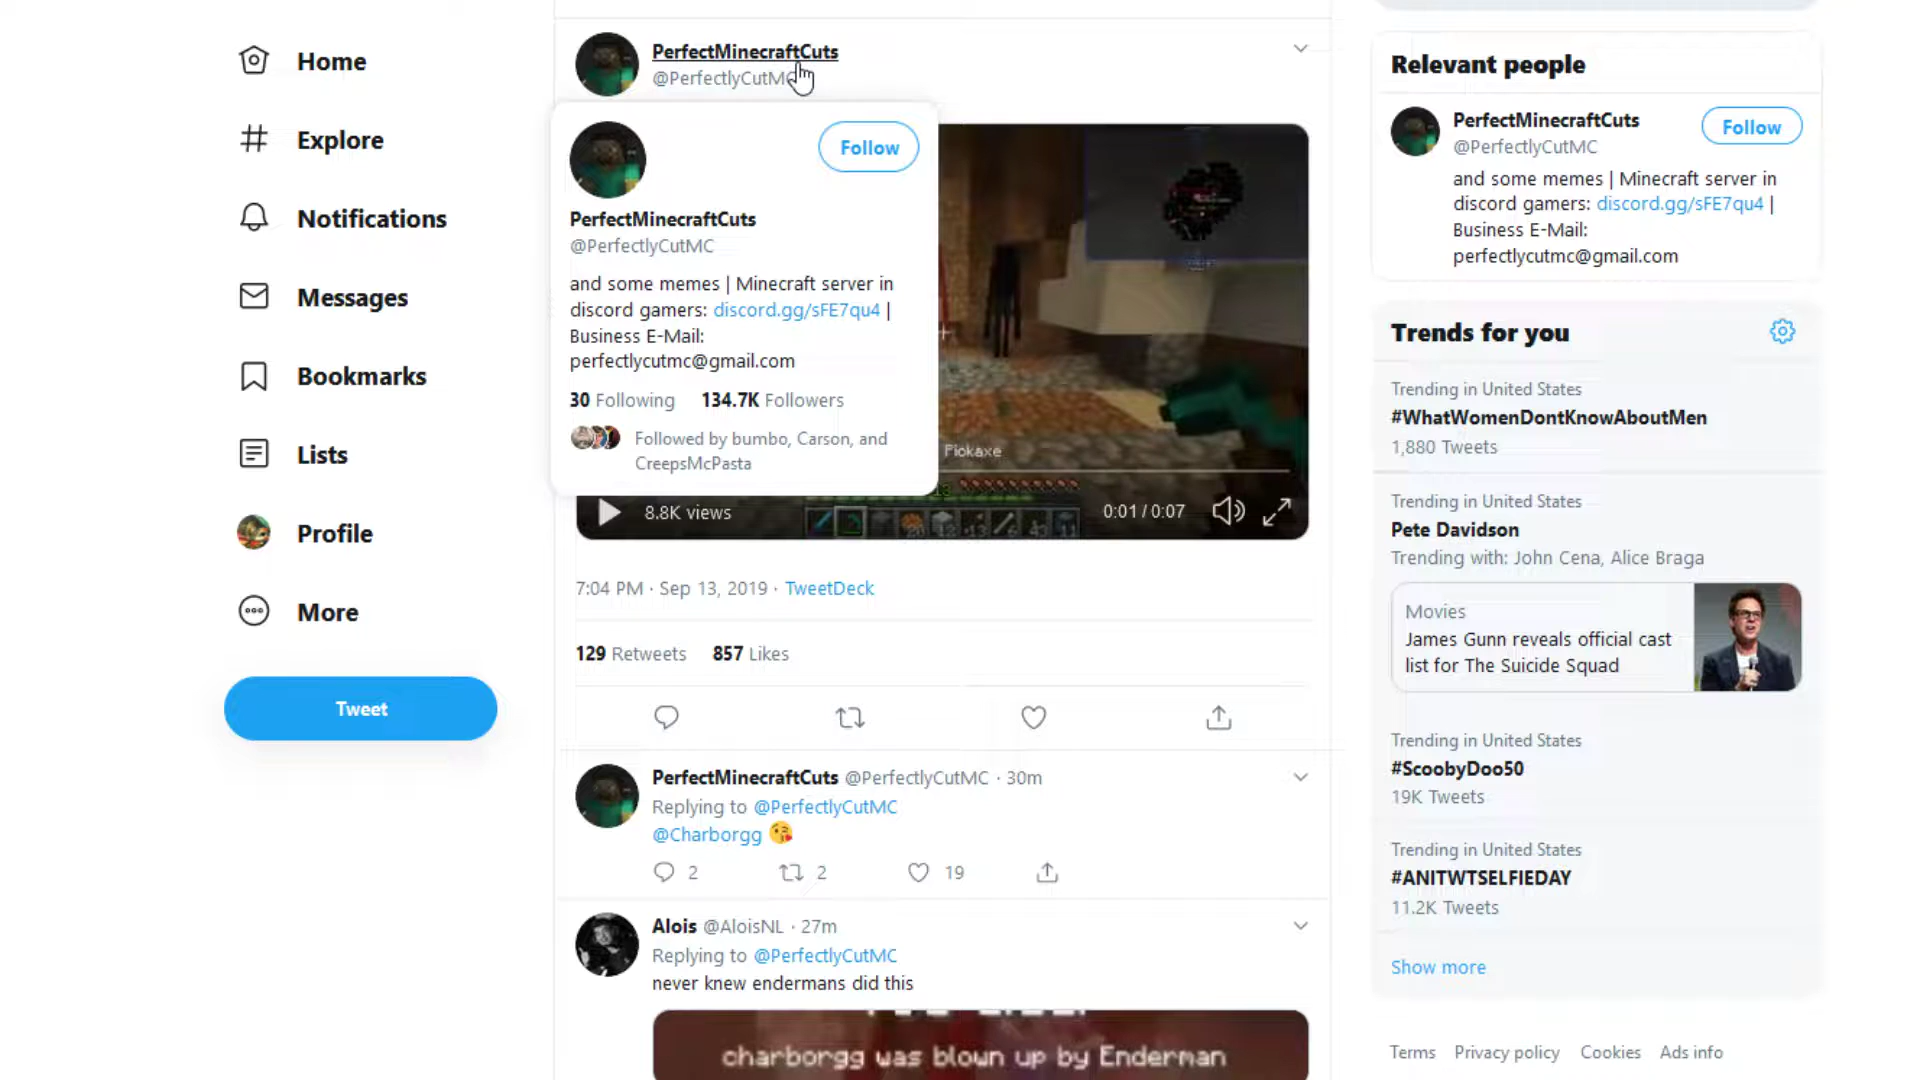 Home
Explore
Notifications
Messages
Bookmarks
Lists
Profile
More
Tweet
PerfectMinecraftCuts
@PerfectlyCutMC
Follow
PerfectMinecraftCuts
@PerfectlyCutMC
and some memes | Minecraft server in
discord gamers: discord.gg/sFE7qu4 |
Business E-Mail:
perfectlycutmc@gmail.com
30 Following 134.7K Followers
Followed by bumbo, Carson, and
CreepsMcPasta
8.8K views
0:01 / 0:07
7:04 PM · Sep 13, 2019 · TweetDeck
129 Retweets 857 Likes
PerfectMinecraftCuts @PerfectlyCutMC · 30m
Replying to @PerfectlyCutMC
@Charborgg 😘
2 2 19
Alois @AloisNL · 27m
Replying to @PerfectlyCutMC
never knew endermans did this
charborgg was blown up by Enderman
Relevant people
PerfectMinecraftCuts
@PerfectlyCutMC
Follow
and some memes | Minecraft server in
discord gamers: discord.gg/sFE7qu4 |
Business E-Mail:
perfectlycutmc@gmail.com
Trends for you
Trending in United States
#WhatWomenDontKnowAboutMen
1,880 Tweets
Trending in United States
Pete Davidson
Trending with: John Cena, Alice Braga
Movies
James Gunn reveals official cast
list for The Suicide Squad
Trending in United States
#ScoobyDoo50
19K Tweets
Trending in United States
#ANITWTSELFIEDAY
11.2K Tweets
Show more
Terms Privacy policy Cookies Ads info